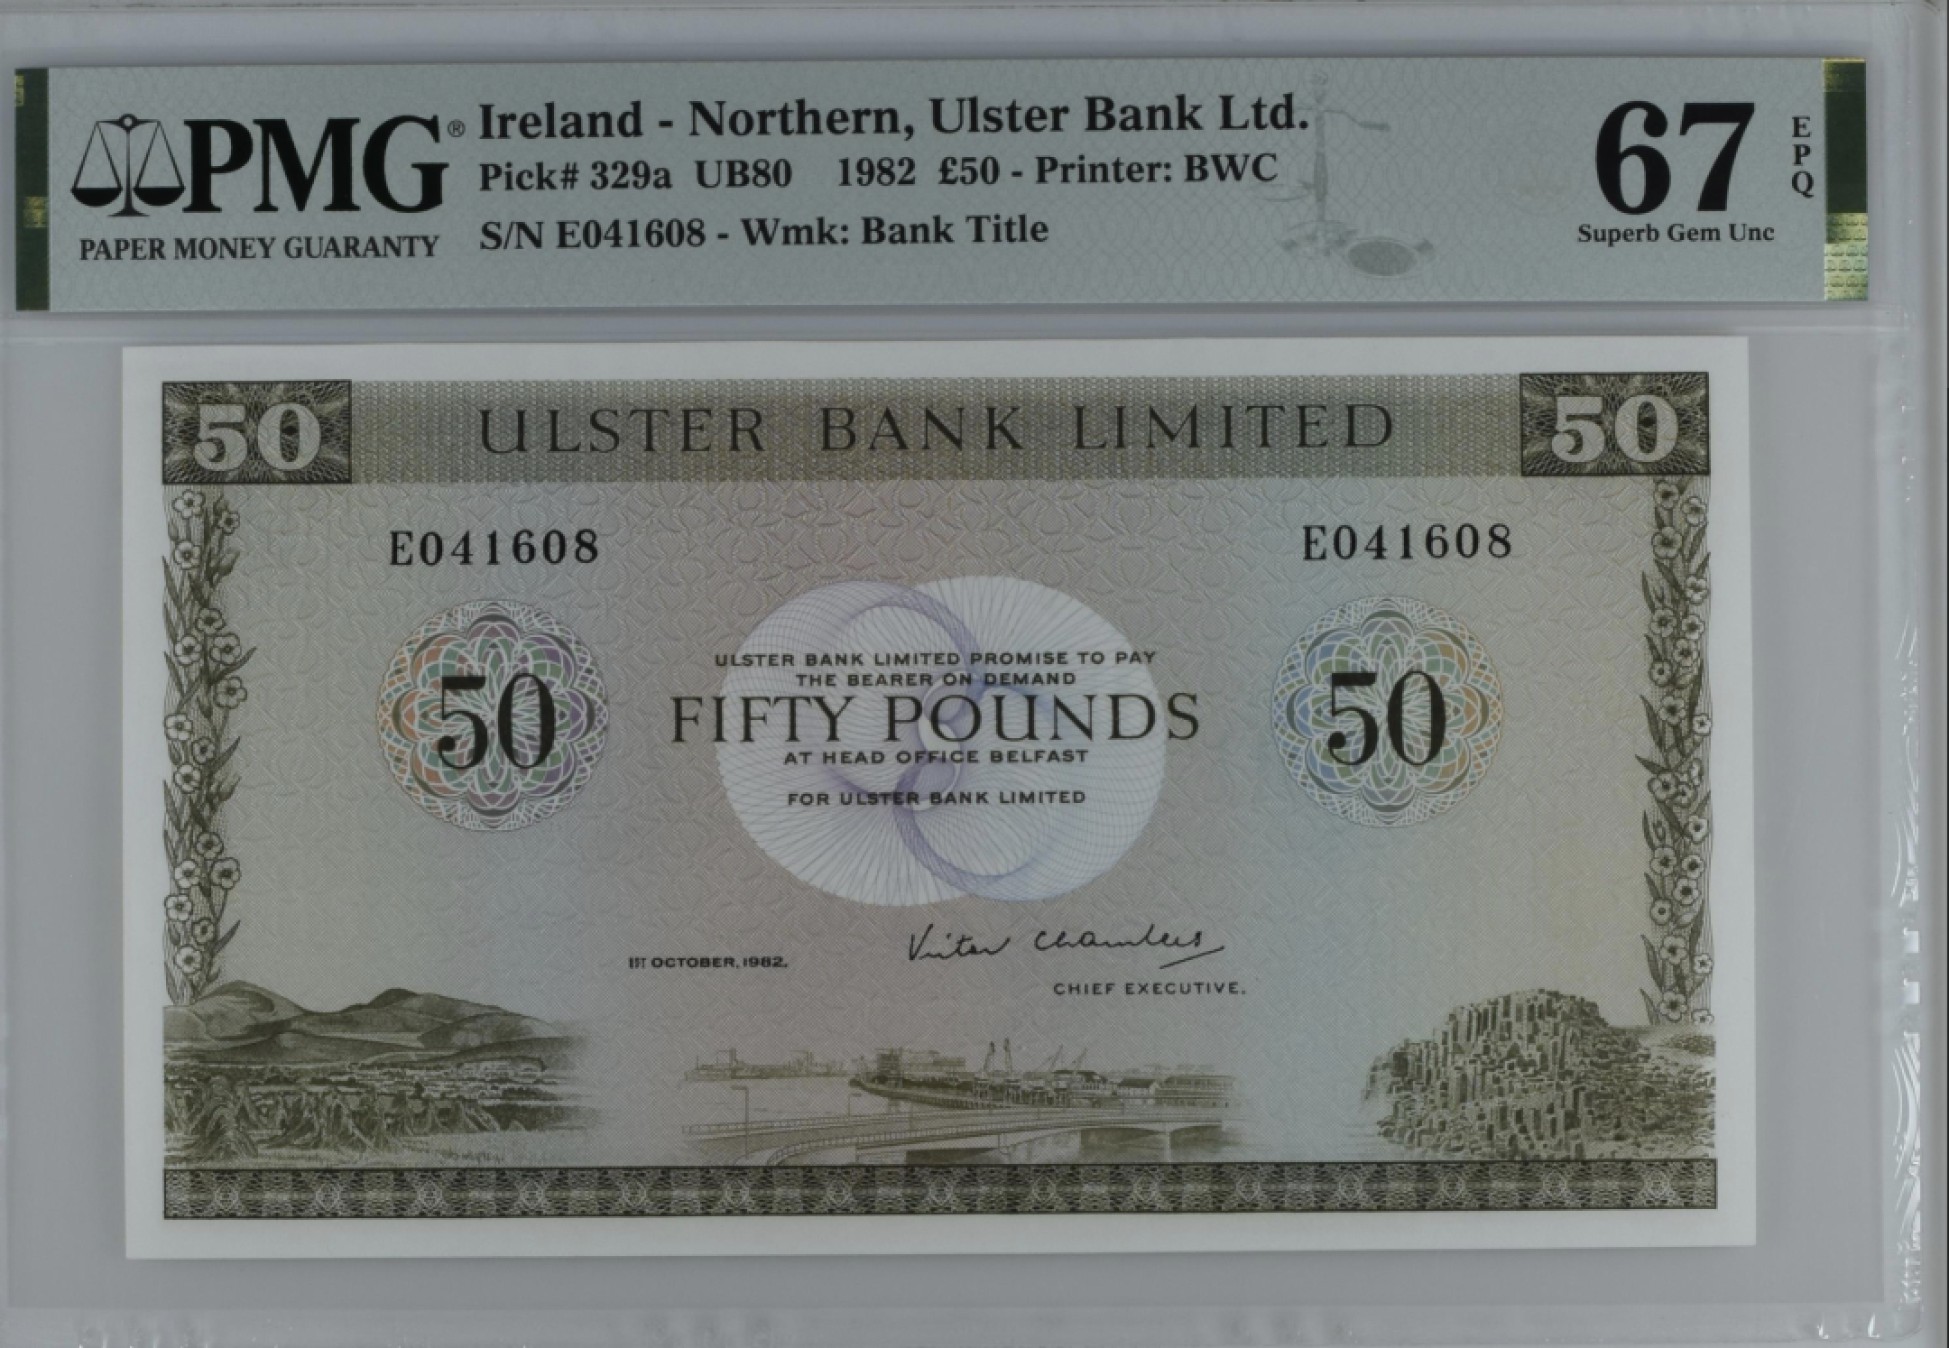 PMG® Ireland - Northern, Ulster Bank Ltd.
Pick# 329a UB80 1982 £50 - Printer: BWC
S/N E041608 - Wmk: Bank Title
PAPER MONEY GUARANTY
67 EPQ
Superb Gem Unc
50 ULSTER BANK LIMITED 50
E041608 E041608
ULSTER BANK LIMITED PROMISE TO PAY
THE BEARER ON DEMAND
50 FIFTY POUNDS 50
AT HEAD OFFICE BELFAST
FOR ULSTER BANK LIMITED
Victor Chambers
1ST OCTOBER, 1982.
CHIEF EXECUTIVE.